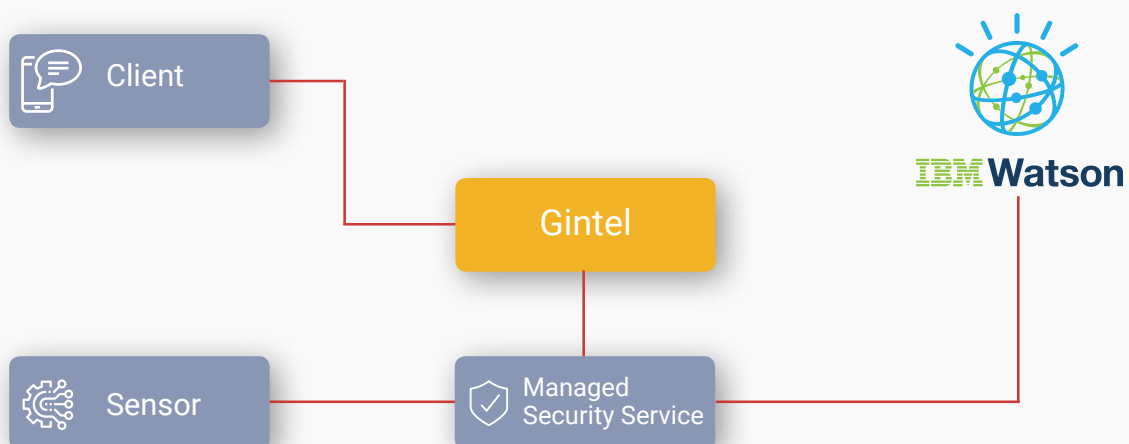 Client
IBM Watson
Gintel
Sensor
Managed
Security Service